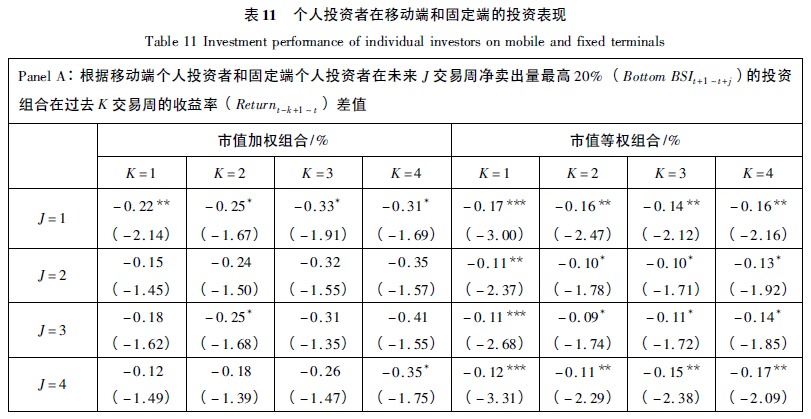 表 11 个人投资者在移动端和固定端的投资表现
Table 11 Investment performance of individual investors on mobile and fixed terminals
Panel A：根据移动端个人投资者和固定端个人投资者在未来 J 交易周净卖出量最高 20%（Bottom BSI_{t+1-t+j}）的投资
组合在过去 K 交易周的收益率（Return_{t-k+1-t}）差值
市值加权组合/% 市值等权组合/%
K=1 K=2 K=3 K=4 K=1 K=2 K=3 K=4
J=1 -0.22** -0.25* -0.33* -0.31* -0.17*** -0.16** -0.14** -0.16**
(-2.14) (-1.67) (-1.91) (-1.69) (-3.00) (-2.47) (-2.12) (-2.16)
J=2 -0.15 -0.24 -0.32 -0.35 -0.11** -0.10* -0.10* -0.13*
(-1.45) (-1.50) (-1.55) (-1.57) (-2.37) (-1.78) (-1.71) (-1.92)
J=3 -0.18 -0.25* -0.31 -0.41 -0.11*** -0.09* -0.11* -0.14*
(-1.62) (-1.68) (-1.35) (-1.55) (-2.68) (-1.74) (-1.72) (-1.85)
J=4 -0.12 -0.18 -0.26 -0.35* -0.12*** -0.11** -0.15** -0.17**
(-1.49) (-1.39) (-1.47) (-1.75) (-3.31) (-2.29) (-2.38) (-2.09)